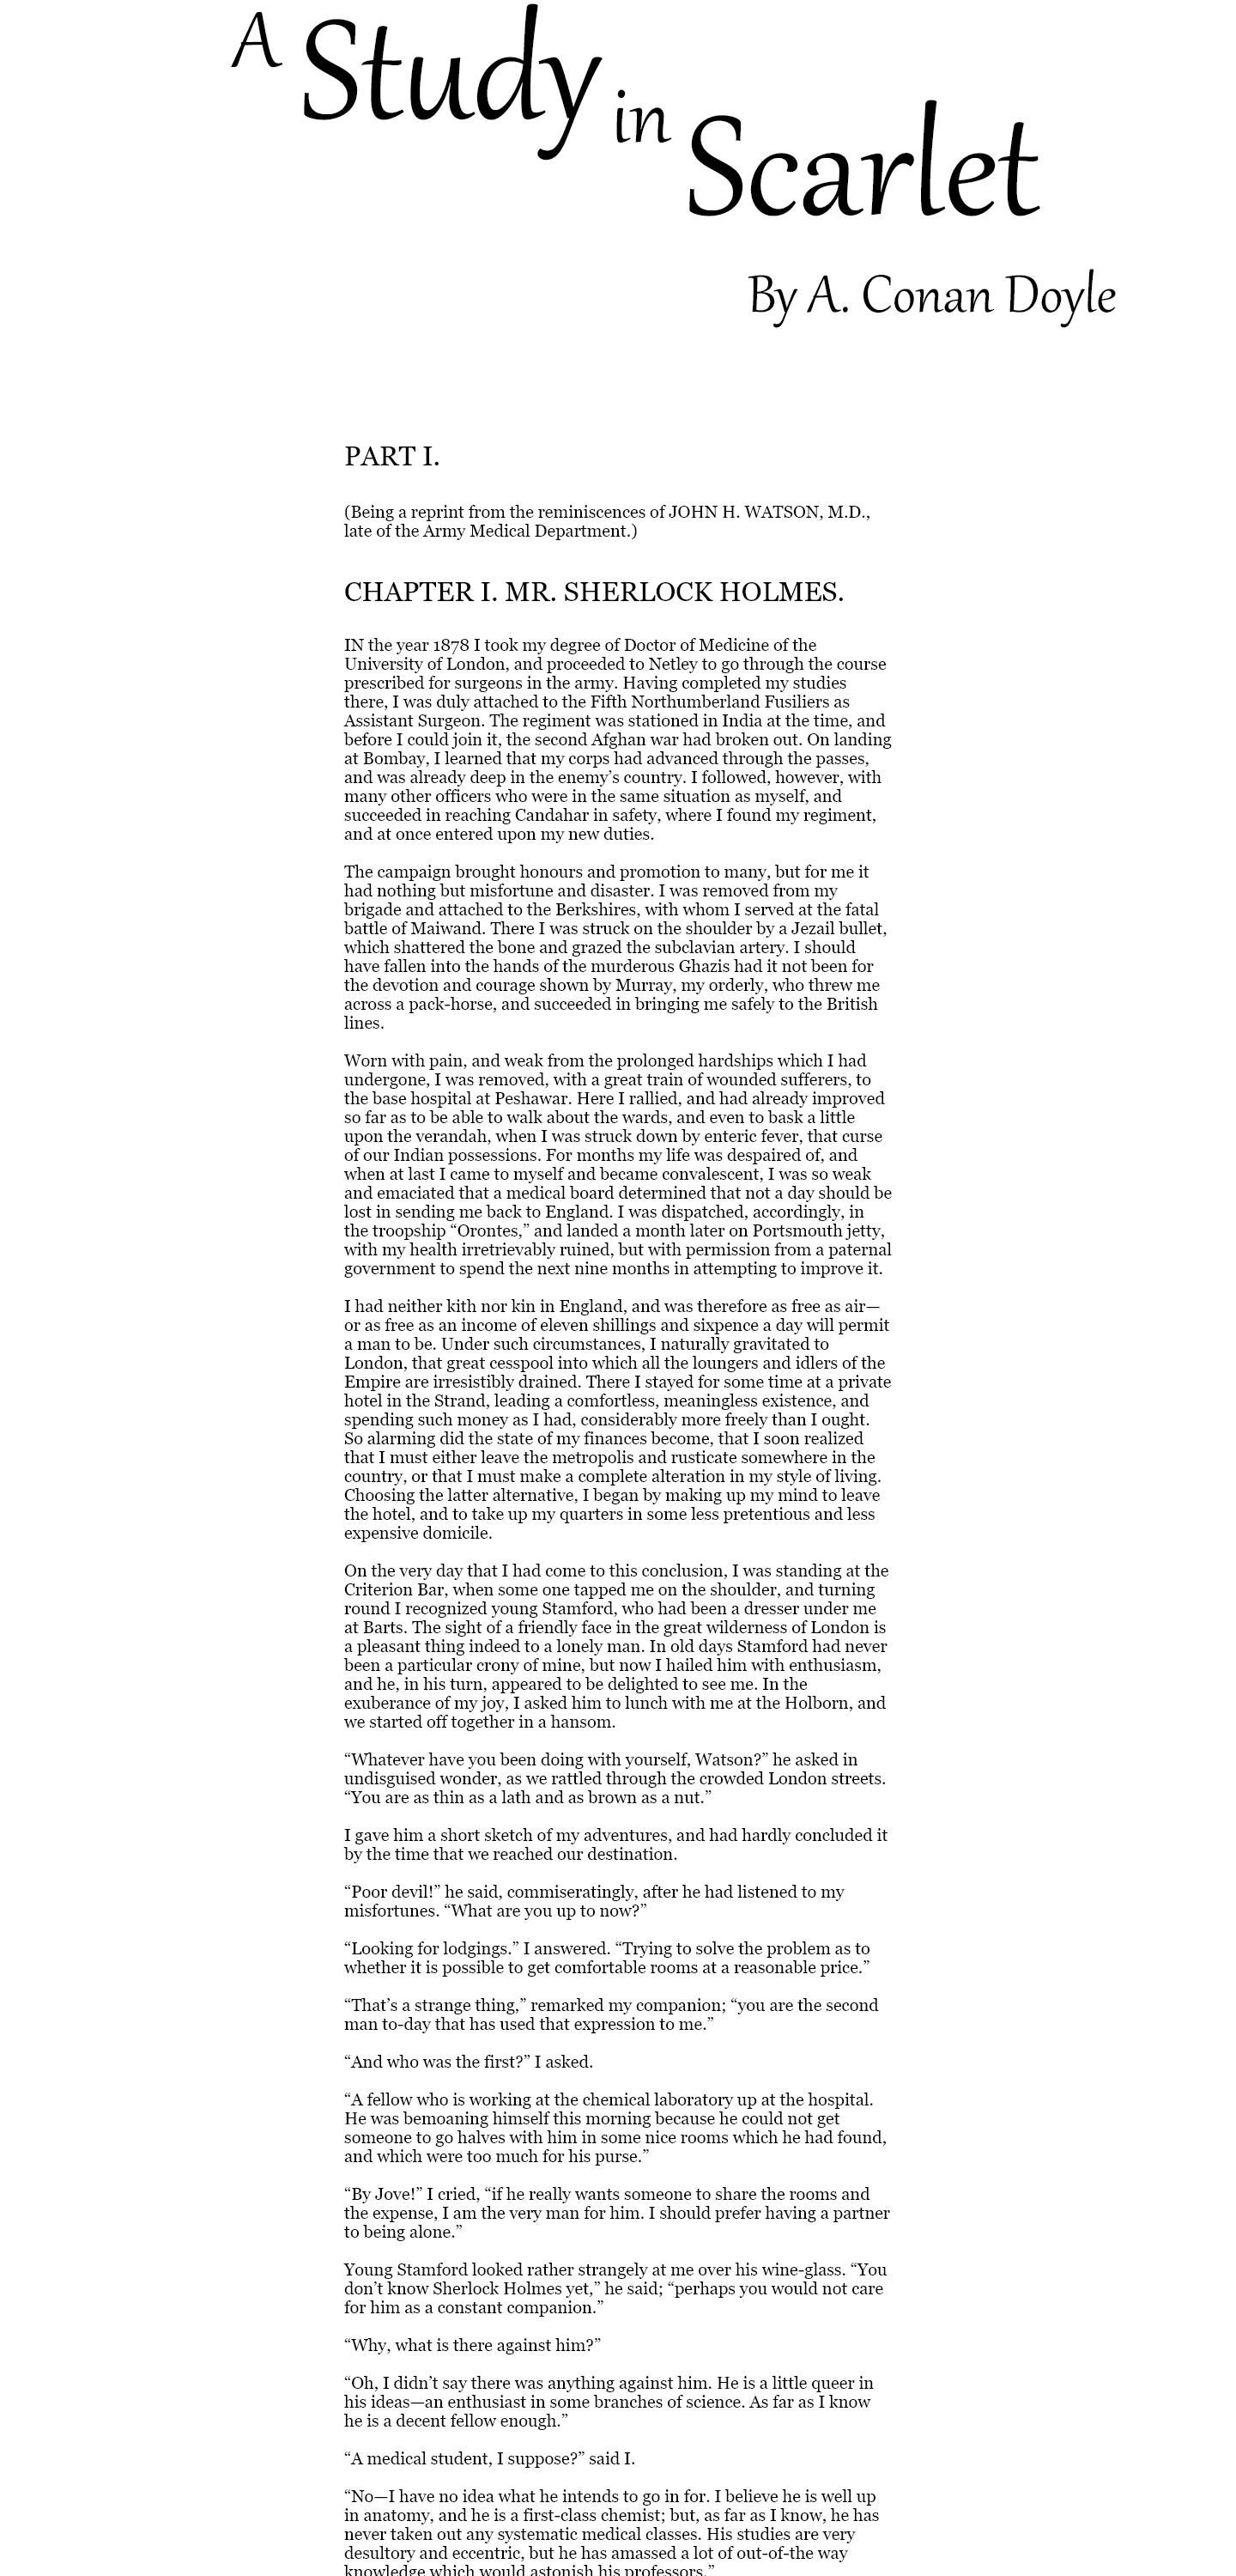 A Study in Scarlet
By A. Conan Doyle
PART I.
(Being a reprint from the reminiscences of JOHN H. WATSON, M.D.,
late of the Army Medical Department.)
CHAPTER I. MR. SHERLOCK HOLMES.
IN the year 1878 I took my degree of Doctor of Medicine of the
University of London, and proceeded to Netley to go through the course
prescribed for surgeons in the army. Having completed my studies
there, I was duly attached to the Fifth Northumberland Fusiliers as
Assistant Surgeon. The regiment was stationed in India at the time, and
before I could join it, the second Afghan war had broken out. On landing
at Bombay, I learned that my corps had advanced through the passes,
and was already deep in the enemy’s country. I followed, however, with
many other officers who were in the same situation as myself, and
succeeded in reaching Candahar in safety, where I found my regiment,
and at once entered upon my new duties.
The campaign brought honours and promotion to many, but for me it
had nothing but misfortune and disaster. I was removed from my
brigade and attached to the Berkshires, with whom I served at the fatal
battle of Maiwand. There I was struck on the shoulder by a Jezail bullet,
which shattered the bone and grazed the subclavian artery. I should
have fallen into the hands of the murderous Ghazis had it not been for
the devotion and courage shown by Murray, my orderly, who threw me
across a pack-horse, and succeeded in bringing me safely to the British
lines.
Worn with pain, and weak from the prolonged hardships which I had
undergone, I was removed, with a great train of wounded sufferers, to
the base hospital at Peshawar. Here I rallied, and had already improved
so far as to be able to walk about the wards, and even to bask a little
upon the verandah, when I was struck down by enteric fever, that curse
of our Indian possessions. For months my life was despaired of, and
when at last I came to myself and became convalescent, I was so weak
and emaciated that a medical board determined that not a day should be
lost in sending me back to England. I was dispatched, accordingly, in
the troopship “Orontes,” and landed a month later on Portsmouth jetty,
with my health irretrievably ruined, but with permission from a paternal
government to spend the next nine months in attempting to improve it.
I had neither kith nor kin in England, and was therefore as free as air—
or as free as an income of eleven shillings and sixpence a day will permit
a man to be. Under such circumstances, I naturally gravitated to
London, that great cesspool into which all the loungers and idlers of the
Empire are irresistibly drained. There I stayed for some time at a private
hotel in the Strand, leading a comfortless, meaningless existence, and
spending such money as I had, considerably more freely than I ought.
So alarming did the state of my finances become, that I soon realized
that I must either leave the metropolis and rusticate somewhere in the
country, or that I must make a complete alteration in my style of living.
Choosing the latter alternative, I began by making up my mind to leave
the hotel, and to take up my quarters in some less pretentious and less
expensive domicile.
On the very day that I had come to this conclusion, I was standing at the
Criterion Bar, when some one tapped me on the shoulder, and turning
round I recognized young Stamford, who had been a dresser under me
at Barts. The sight of a friendly face in the great wilderness of London is
a pleasant thing indeed to a lonely man. In old days Stamford had never
been a particular crony of mine, but now I hailed him with enthusiasm,
and he, in his turn, appeared to be delighted to see me. In the
exuberance of my joy, I asked him to lunch with me at the Holborn, and
we started off together in a hansom.
“Whatever have you been doing with yourself, Watson?” he asked in
undisguised wonder, as we rattled through the crowded London streets.
“You are as thin as a lath and as brown as a nut.”
I gave him a short sketch of my adventures, and had hardly concluded it
by the time that we reached our destination.
“Poor devil!” he said, commiseratingly, after he had listened to my
misfortunes. “What are you up to now?”
“Looking for lodgings.” I answered. “Trying to solve the problem as to
whether it is possible to get comfortable rooms at a reasonable price.”
“That’s a strange thing,” remarked my companion; “you are the second
man to-day that has used that expression to me.”
“And who was the first?” I asked.
“A fellow who is working at the chemical laboratory up at the hospital.
He was bemoaning himself this morning because he could not get
someone to go halves with him in some nice rooms which he had found,
and which were too much for his purse.”
“By Jove!” I cried, “if he really wants someone to share the rooms and
the expense, I am the very man for him. I should prefer having a partner
to being alone.”
Young Stamford looked rather strangely at me over his wine-glass. “You
don’t know Sherlock Holmes yet,” he said; “perhaps you would not care
for him as a constant companion.”
“Why, what is there against him?”
“Oh, I didn’t say there was anything against him. He is a little queer in
his ideas—an enthusiast in some branches of science. As far as I know
he is a decent fellow enough.”
“A medical student, I suppose?” said I.
“No—I have no idea what he intends to go in for. I believe he is well up
in anatomy, and he is a first-class chemist; but, as far as I know, he has
never taken out any systematic medical classes. His studies are very
desultory and eccentric, but he has amassed a lot of out-of-the way
knowledge which would astonish his professors.”